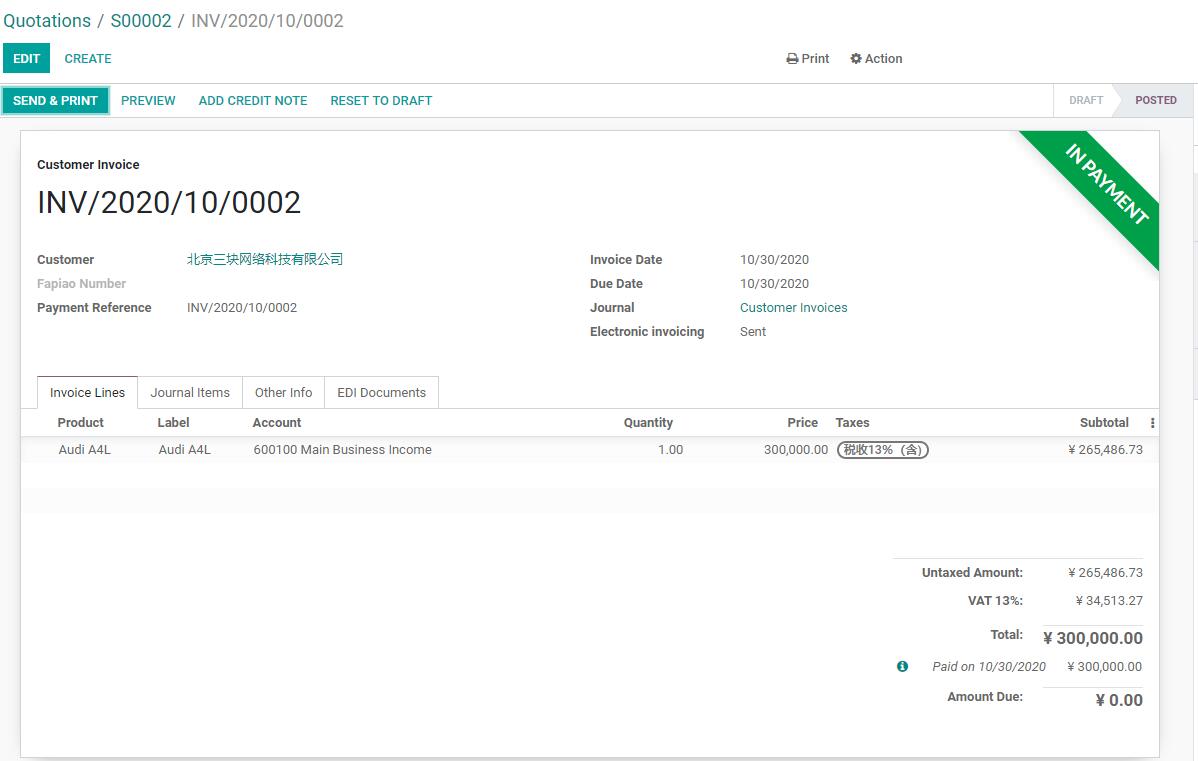 Quotations / S00002 / INV/2020/10/0002
EDIT CREATE Print Action
SEND & PRINT PREVIEW ADD CREDIT NOTE RESET TO DRAFT DRAFT POSTED
IN PAYMENT
Customer Invoice
INV/2020/10/0002
Customer 北京三块网络科技有限公司 Invoice Date 10/30/2020
Fapiao Number Due Date 10/30/2020
Payment Reference INV/2020/10/0002 Journal Customer Invoices
Electronic invoicing Sent
Invoice Lines Journal Items Other Info EDI Documents
Product Label Account Quantity Price Taxes Subtotal
Audi A4L Audi A4L 600100 Main Business Income 1.00 300,000.00 税收13%（含） ¥ 265,486.73
Untaxed Amount: ¥ 265,486.73
VAT 13%: ¥ 34,513.27
Total: ¥ 300,000.00
Paid on 10/30/2020 ¥ 300,000.00
Amount Due: ¥ 0.00